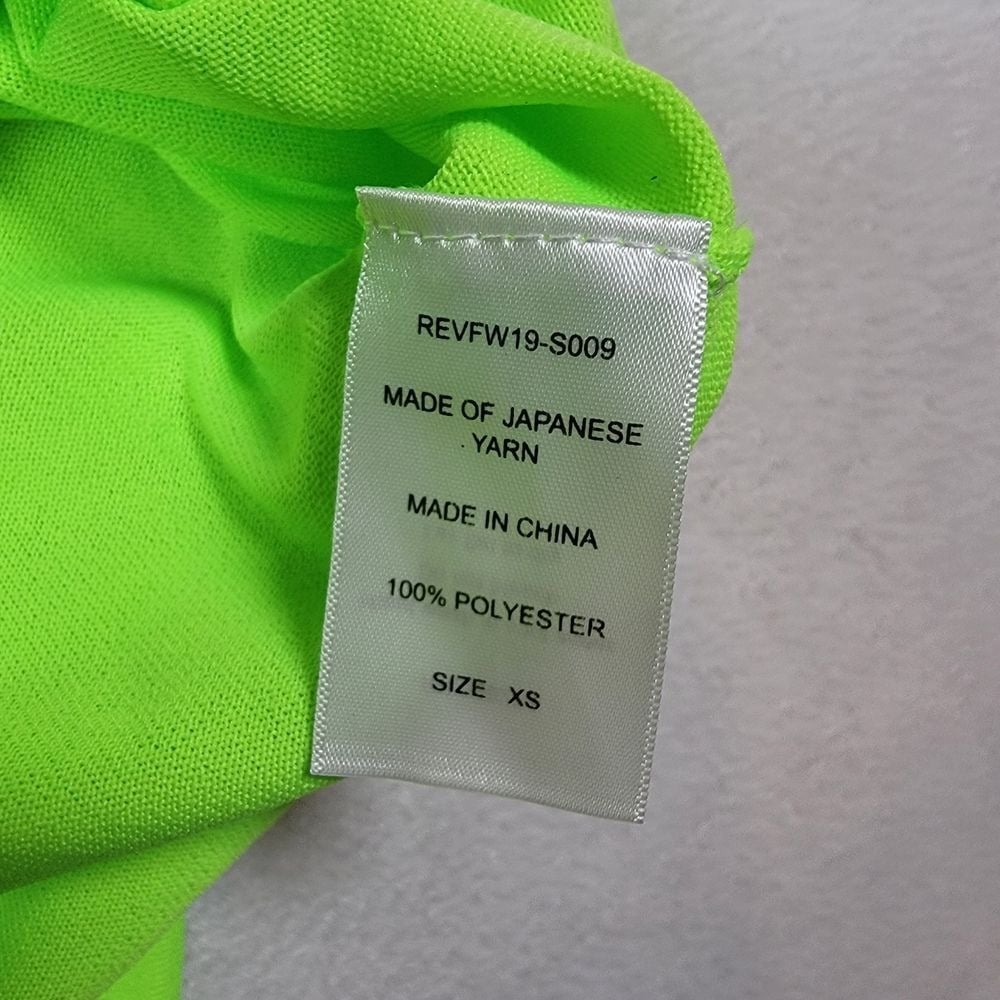 REVFW19-S009
MADE OF JAPANESE
YARN
MADE IN CHINA
100% POLYESTER
SIZE XS